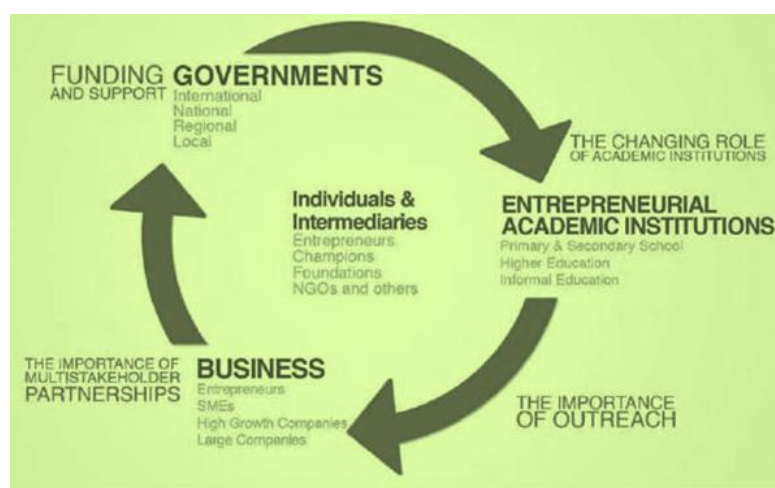 FUNDING
AND SUPPORT
GOVERNMENTS
International
National
Regional
Local
THE CHANGING ROLE
OF ACADEMIC INSTITUTIONS
Individuals &
Intermediaries
Entrepreneurs
Champions
Foundations
NGOs and others
ENTREPRENEURIAL
ACADEMIC INSTITUTIONS
Primary & Secondary School
Higher Education
Informal Education
THE IMPORTANCE OF
MULTISTAKEHOLDER
PARTNERSHIPS
BUSINESS
Entrepreneurs
SMEs
High Growth Companies
Large Companies
THE IMPORTANCE
OF OUTREACH